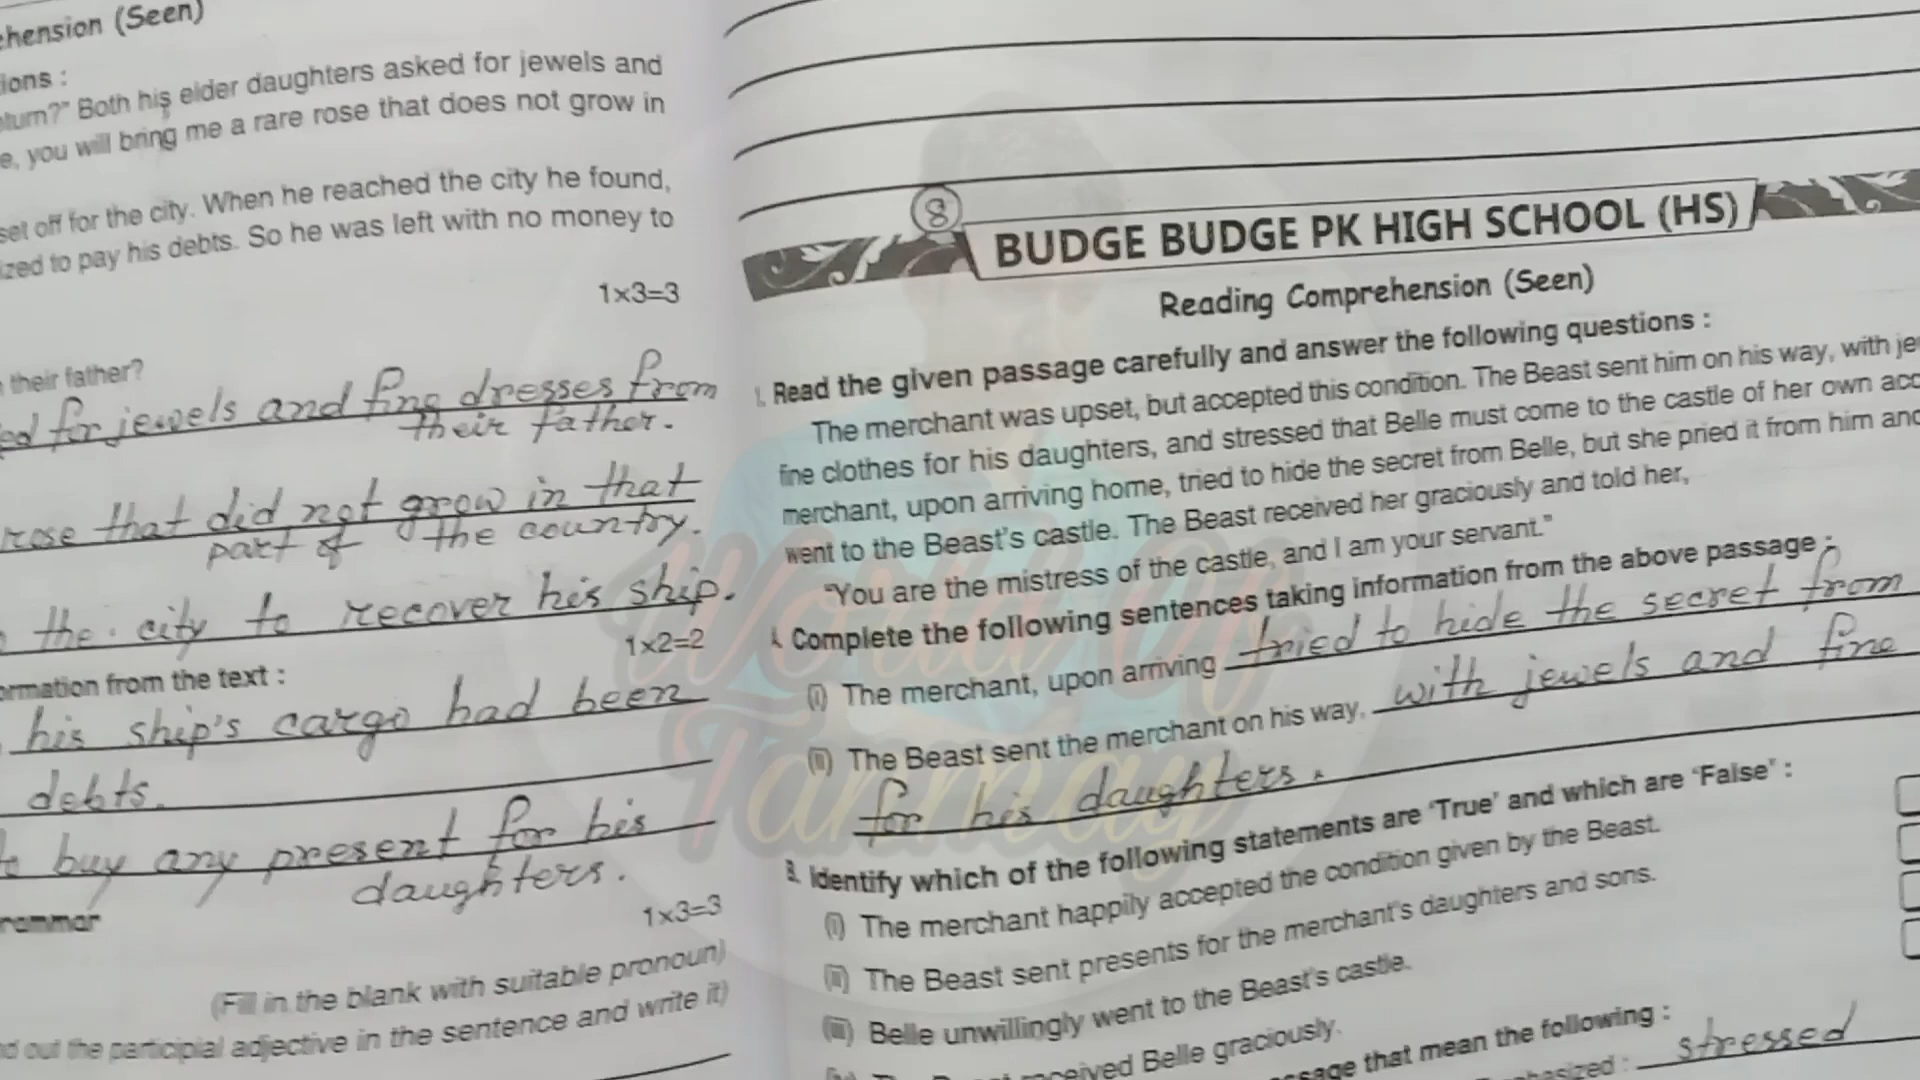 hension (Seen)
ions :
turn?" Both his elder daughters asked for jewels and
e, you will bring me a rare rose that does not grow in
set off for the city. When he reached the city he found,
ized to pay his debts. So he was left with no money to
1×3=3
their father?
ed for jewels and fing dresses from
their father.
rose that did not grow in that
part of the country.
the city to recover his ship.
1×2=2
ormation from the text :
his ship's cargo had been
debts.
buy any present for his
daughters.
1×3=3
rammar
(Fill in the blank with suitable pronoun)
d out the participial adjective in the sentence and write it)
8
BUDGE BUDGE PK HIGH SCHOOL (HS)
Reading Comprehension (Seen)
1. Read the given passage carefully and answer the following questions :
The merchant was upset, but accepted this condition. The Beast sent him on his way, with je
fine clothes for his daughters, and stressed that Belle must come to the castle of her own acc
merchant, upon arriving home, tried to hide the secret from Belle, but she pried it from him and
went to the Beast's castle. The Beast received her graciously and told her,
"You are the mistress of the castle, and I am your servant."
A. Complete the following sentences taking information from the above passage :
(i) The merchant, upon arriving tried to hide the secret from
(ii) The Beast sent the merchant on his way, with jewels and fine
for his daughters.
B. Identify which of the following statements are 'True' and which are 'False' :
(i) The merchant happily accepted the condition given by the Beast.
(ii) The Beast sent presents for the merchant's daughters and sons.
(iii) Belle unwillingly went to the Beast's castle.
received Belle graciously.
ssage that mean the following :
hasized : stressed
World Of
Tanmay